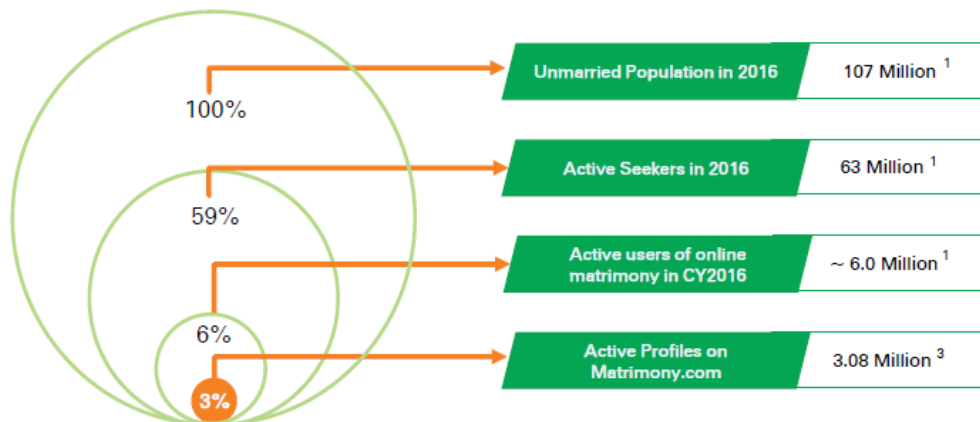 Unmarried Population in 2016
107 Million 1
100%
Active Seekers in 2016
63 Million 1
59%
Active users of online
matrimony in CY2016
~ 6.0 Million 1
6%
Active Profiles on
Matrimony.com
3.08 Million 3
3%